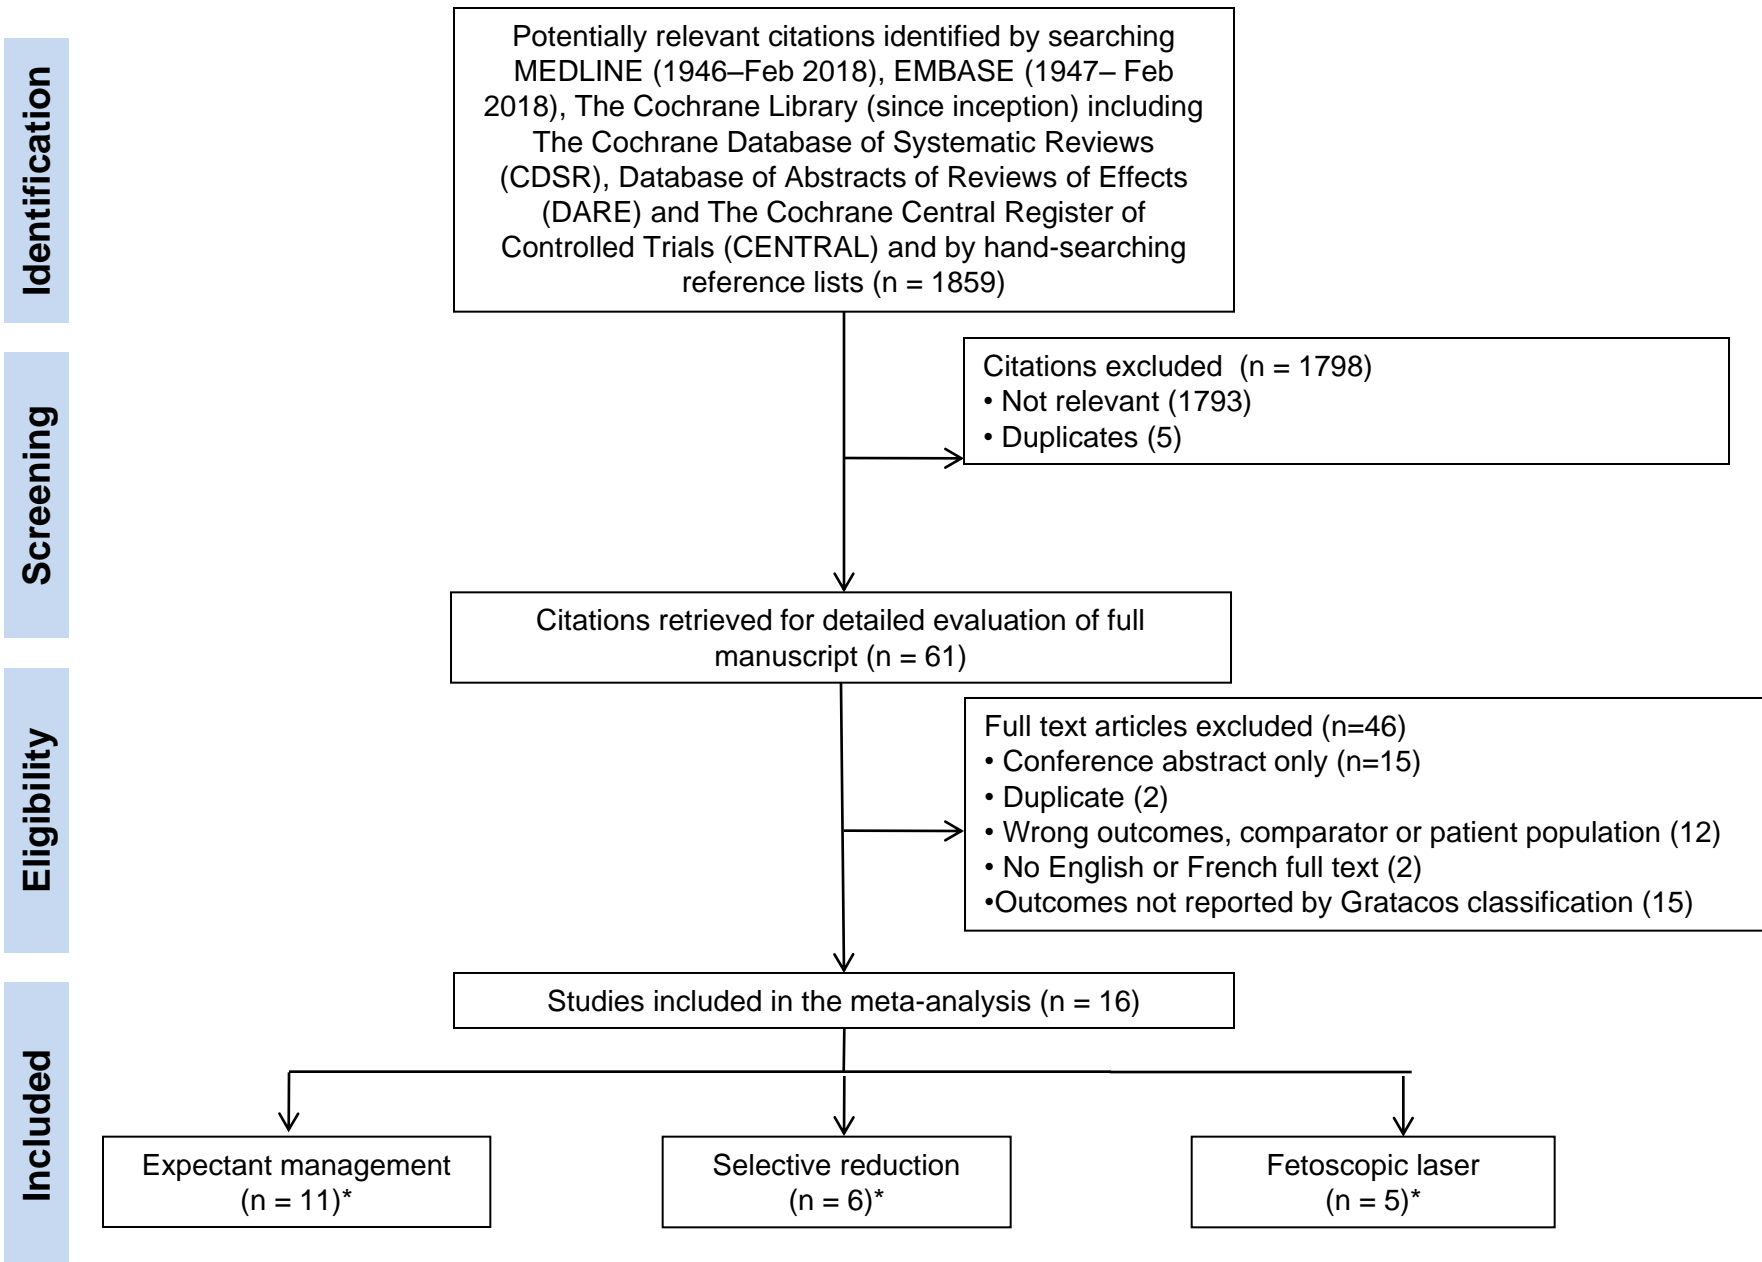 Identification
Potentially relevant citations identified by searching
MEDLINE (1946–Feb 2018), EMBASE (1947– Feb
2018), The Cochrane Library (since inception) including
The Cochrane Database of Systematic Reviews
(CDSR), Database of Abstracts of Reviews of Effects
(DARE) and The Cochrane Central Register of
Controlled Trials (CENTRAL) and by hand-searching
reference lists (n = 1859)
Screening
Citations excluded  (n = 1798)
• Not relevant (1793)
• Duplicates (5)
Citations retrieved for detailed evaluation of full
manuscript (n = 61)
Eligibility
Full text articles excluded (n=46)
• Conference abstract only (n=15)
• Duplicate (2)
• Wrong outcomes, comparator or patient population (12)
• No English or French full text (2)
•Outcomes not reported by Gratacos classification (15)
Included
Studies included in the meta-analysis (n = 16)
Expectant management
(n = 11)*
Selective reduction
(n = 6)*
Fetoscopic laser
(n = 5)*